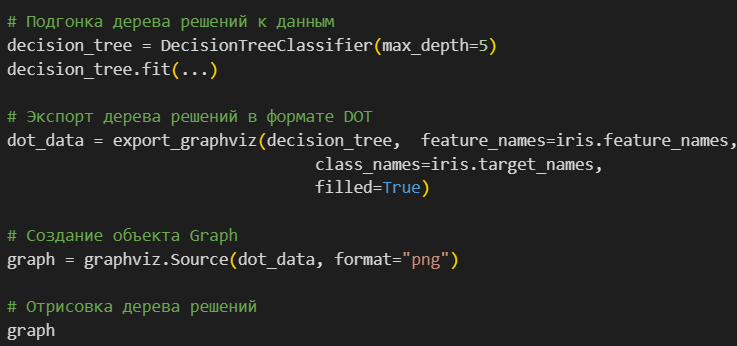 # Подгонка дерева решений к данным
decision_tree = DecisionTreeClassifier(max_depth=5)
decision_tree.fit(...)
# Экспорт дерева решений в формате DOT
dot_data = export_graphviz(decision_tree,  feature_names=iris.feature_names,
class_names=iris.target_names,
filled=True)
# Создание объекта Graph
graph = graphviz.Source(dot_data, format="png")
# Отрисовка дерева решений
graph